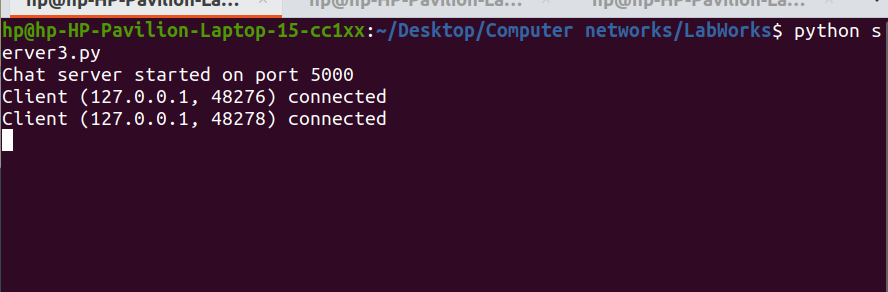 hp@hp-HP-Pavilion-La... hp@hp-HP-Pavilion-La... hp@hp-HP-Pavilion-La...
hp@hp-HP-Pavilion-Laptop-15-cc1xx:~/Desktop/Computer networks/LabWorks$ python s
erver3.py
Chat server started on port 5000
Client (127.0.0.1, 48276) connected
Client (127.0.0.1, 48278) connected